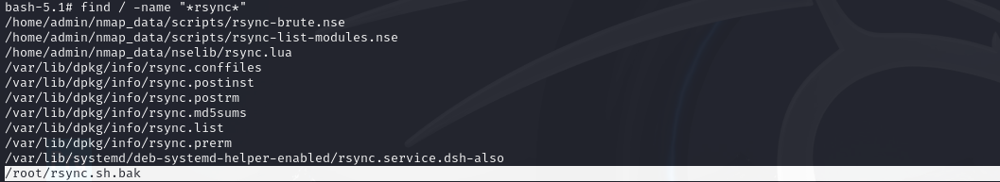 bash-5.1# find / -name "*rsync*"
/home/admin/nmap_data/scripts/rsync-brute.nse
/home/admin/nmap_data/scripts/rsync-list-modules.nse
/home/admin/nmap_data/nselib/rsync.lua
/var/lib/dpkg/info/rsync.conffiles
/var/lib/dpkg/info/rsync.postinst
/var/lib/dpkg/info/rsync.postrm
/var/lib/dpkg/info/rsync.md5sums
/var/lib/dpkg/info/rsync.list
/var/lib/dpkg/info/rsync.prerm
/var/lib/systemd/deb-systemd-helper-enabled/rsync.service.dsh-also
/root/rsync.sh.bak